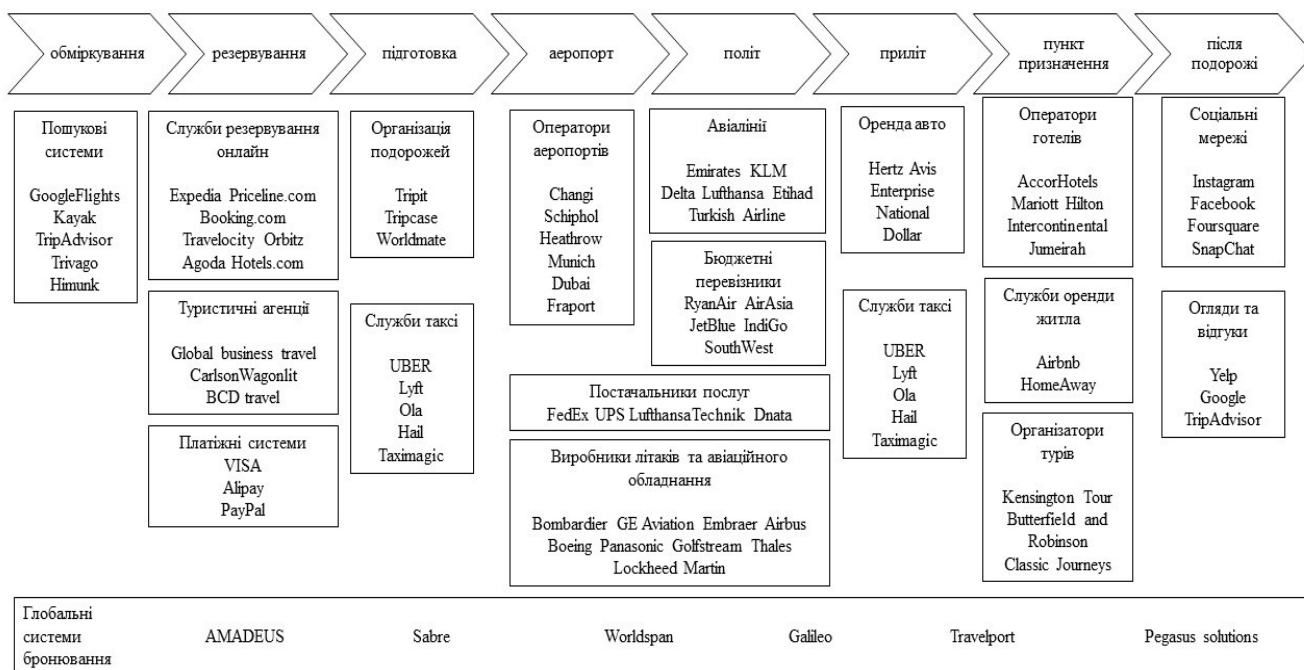 обміркування
резервування
підготовка
аеропорт
політ
приліт
пункт
призначення
після
подорожі
Пошукові
системи
GoogleFlights
Kayak
TripAdvisor
Trivago
Himunk
Служби резервування
онлайн
Expedia Priceline.com
Booking.com
Travelocity Orbitz
Agoda Hotels.com
Туристичні агенції
Global business travel
CarlsonWagonlit
BCD travel
Платіжні системи
VISA
Alipay
PayPal
Організація
подорожей
Tripit
Tripcase
Worldmate
Служби таксі
UBER
Lyft
Ola
Hail
Taximagic
Оператори
аеропортів
Changi
Schiphol
Heathrow
Munich
Dubai
Fraport
Авіалінії
Emirates KLM
Delta Lufthansa Etihad
Turkish Airline
Бюджетні
перевізники
RyanAir AirAsia
JetBlue IndiGo
SouthWest
Постачальники послуг
FedEx UPS LufthansaTechnik Dnata
Виробники літаків та авіаційного
обладнання
Bombardier GE Aviation Embraer Airbus
Boeing Panasonic Golfstream Thales
Lockheed Martin
Оренда авто
Hertz Avis
Enterprise
National
Dollar
Служби таксі
UBER
Lyft
Ola
Hail
Taximagic
Оператори
готелів
AccorHotels
Mariott Hilton
Intercontinental
Jumeirah
Служби оренди
житла
Airbnb
HomeAway
Організатори
турів
Kensington Tour
Butterfield and
Robinson
Classic Journeys
Соціальні
мережі
Instagram
Facebook
Foursquare
SnapChat
Огляди та
відгуки
Yelp
Google
TripAdvisor
Глобальні
системи
бронювання
AMADEUS
Sabre
Worldspan
Galileo
Travelport
Pegasus solutions